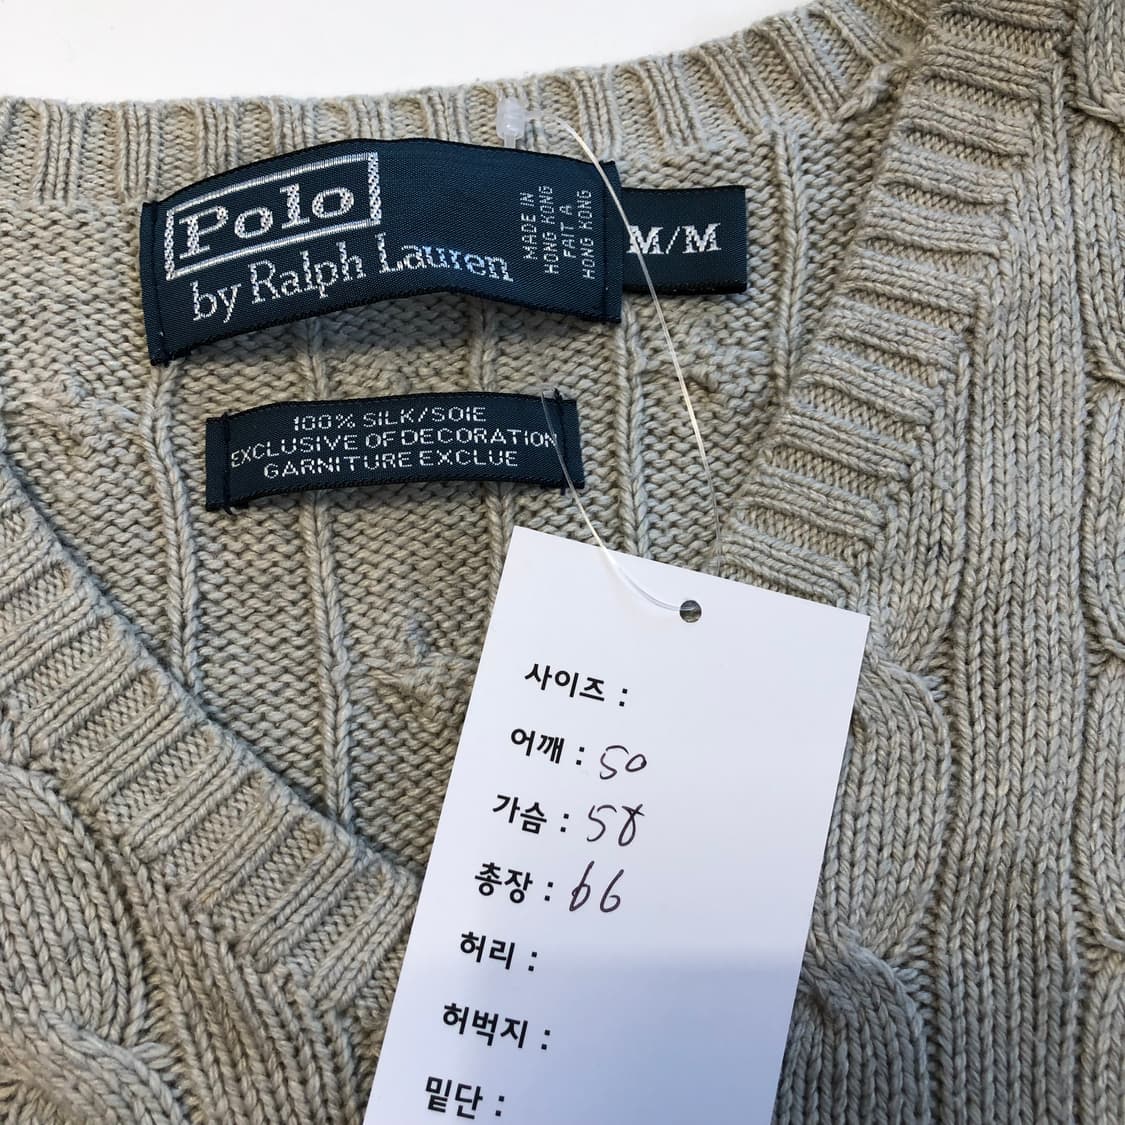 Polo
by Ralph Lauren
MADE IN
HONG KONG
FAIT A
HONG KONG
M/M
100% SILK/SOIE
EXCLUSIVE OF DECORATION
GARNITURE EXCLUE
사이즈 :
어깨 : 50
가슴 : 58
총장 : 66
허리 :
허벅지 :
밑단 :